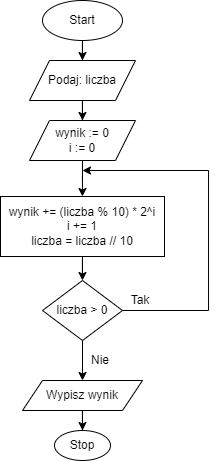 Start
Podaj: liczba
wynik := 0
i := 0
wynik += (liczba % 10) * 2^i
i += 1
liczba = liczba // 10
liczba > 0
Tak
Nie
Wypisz wynik
Stop